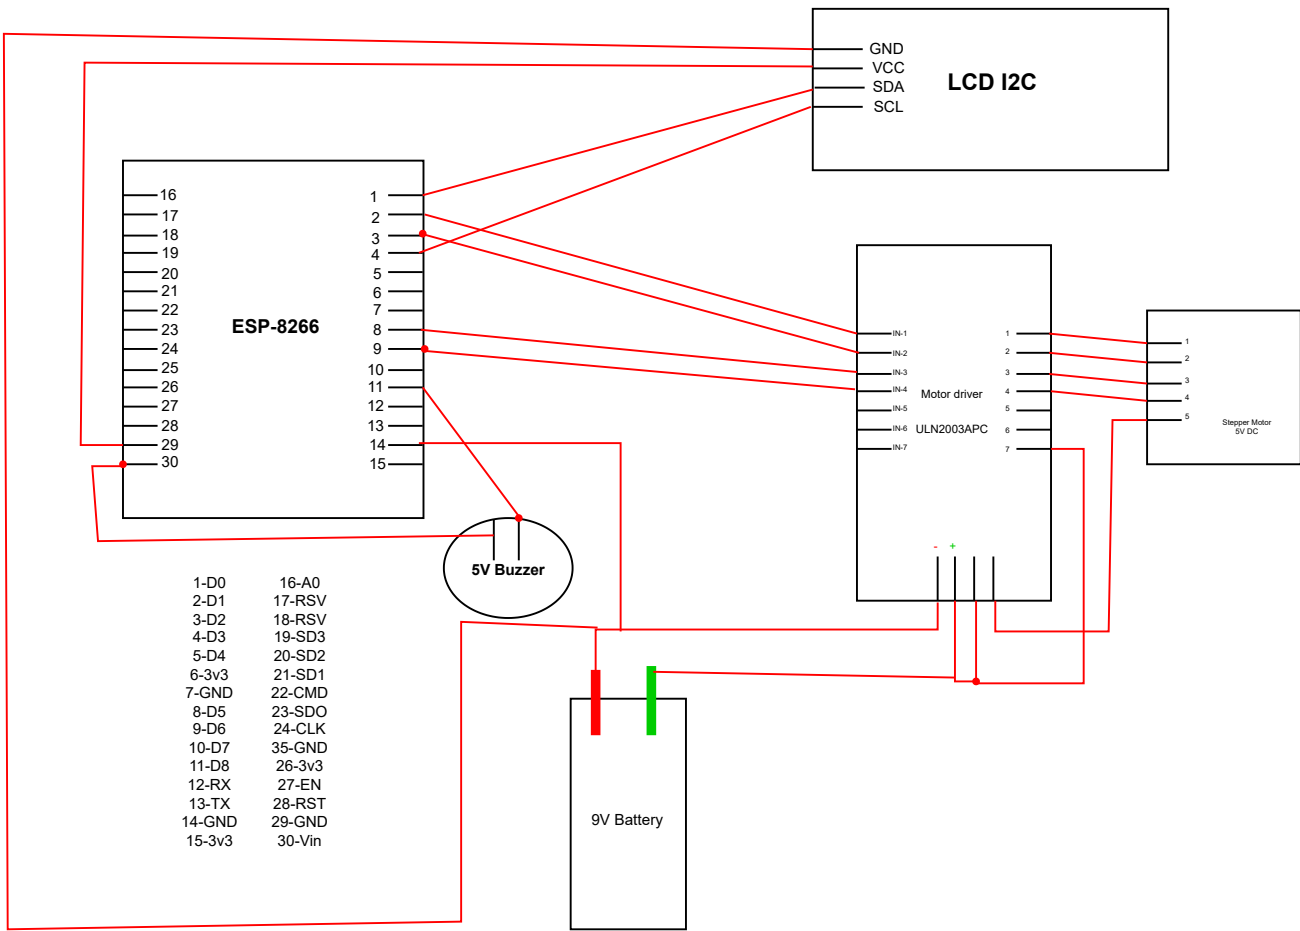 GND
VCC
SDA
SCL
LCD I2C
16
17
18
19
20
21
22
23
24
25
26
27
28
29
30
ESP-8266
1
2
3
4
5
6
7
8
9
10
11
12
13
14
15
IN-1
IN-2
IN-3
IN-4
IN-5
IN-6
IN-7
Motor driver
ULN2003APC
1
2
3
4
5
6
7
- +
1
2
3
4
5
Stepper Motor
5V DC
5V Buzzer
1-D0 16-A0
2-D1 17-RSV
3-D2 18-RSV
4-D3 19-SD3
5-D4 20-SD2
6-3v3 21-SD1
7-GND 22-CMD
8-D5 23-SDO
9-D6 24-CLK
10-D7 35-GND
11-D8 26-3v3
12-RX 27-EN
13-TX 28-RST
14-GND 29-GND
15-3v3 30-Vin
9V Battery